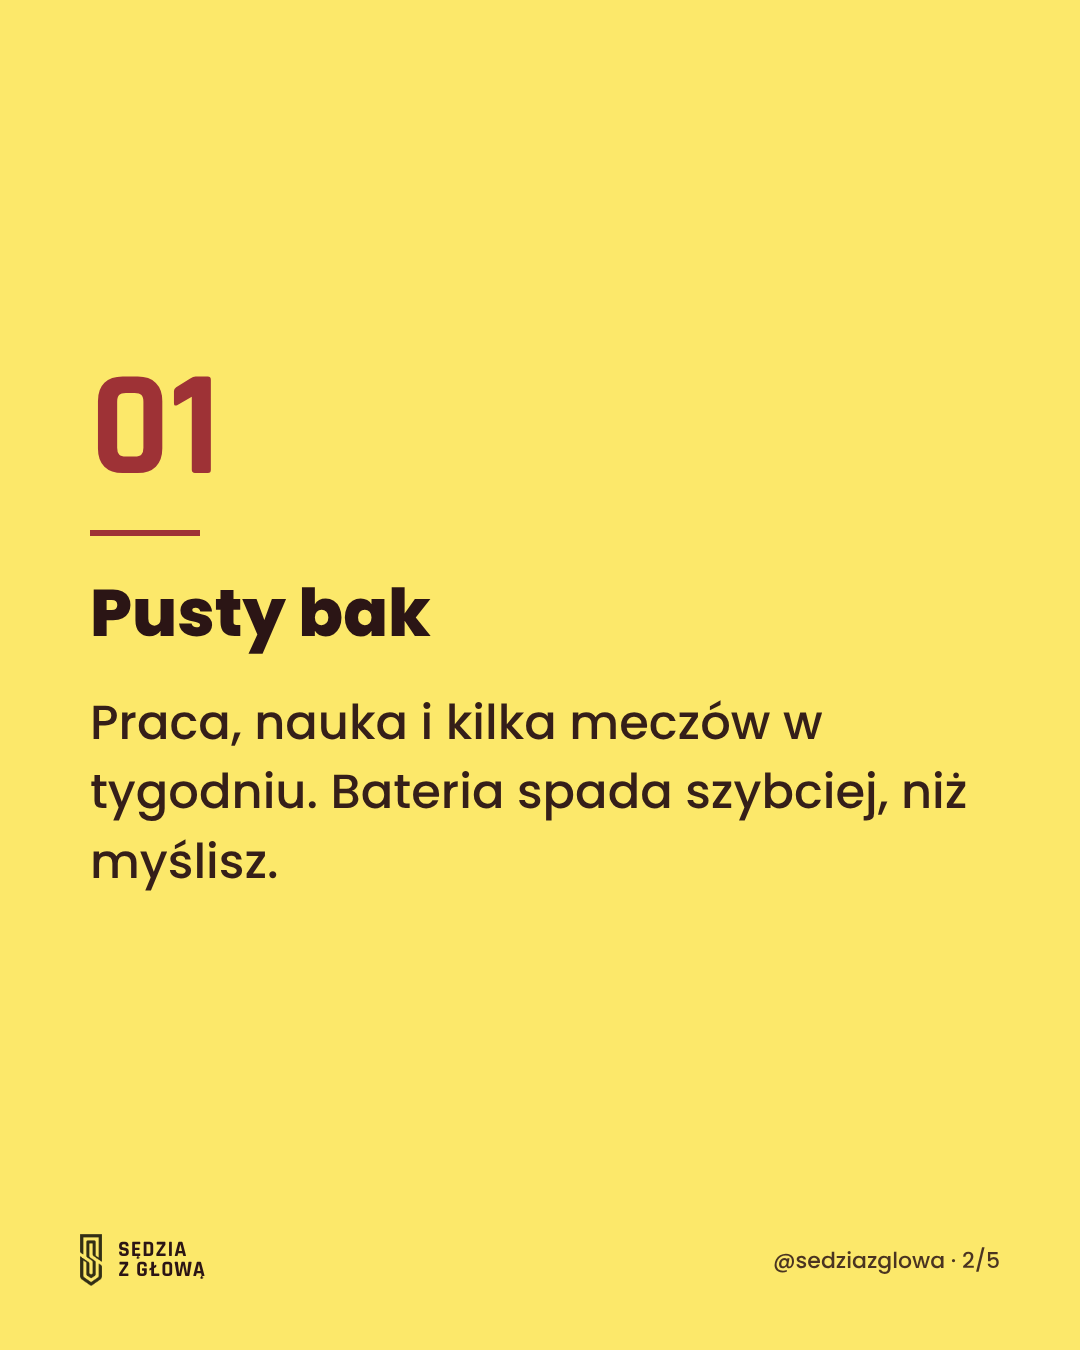 01
Pusty bak
Praca, nauka i kilka meczów w
tygodniu. Bateria spada szybciej, niż
myślisz.
SĘDZIA
Z GŁOWĄ
@sedziazglowa · 2/5